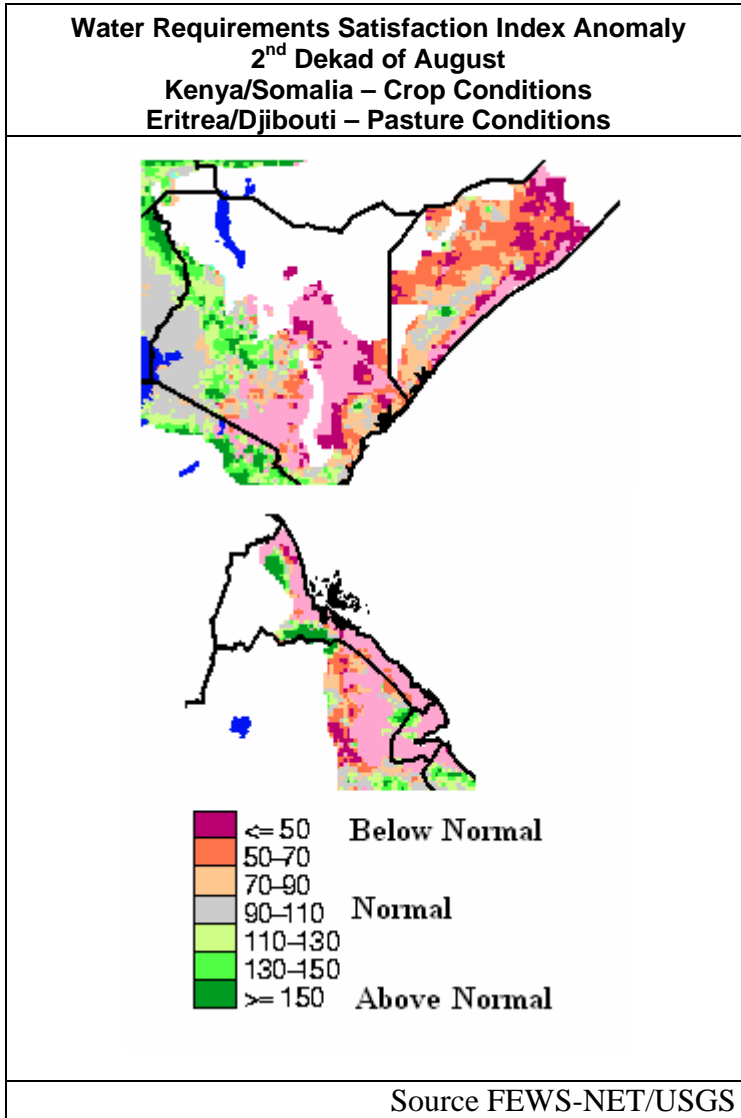 Water Requirements Satisfaction Index Anomaly
2nd Dekad of August
Kenya/Somalia – Crop Conditions
Eritrea/Djibouti – Pasture Conditions
<= 50 Below Normal
50–70
70–90
90–110 Normal
110–130
130–150
>= 150 Above Normal
Source FEWS-NET/USGS